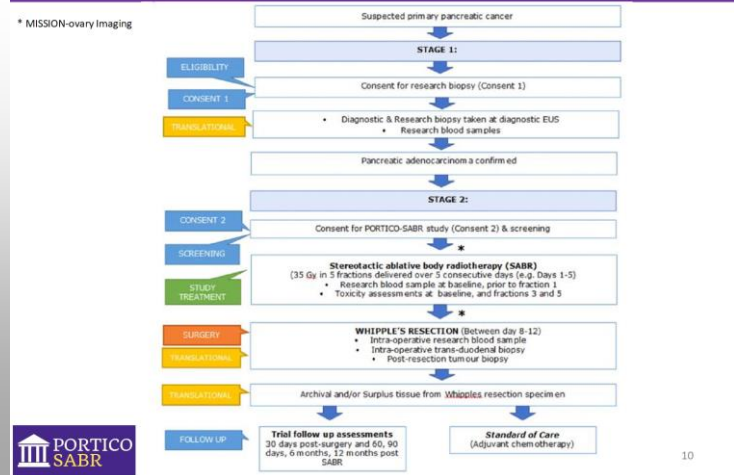 * MISSION-ovary Imaging
Suspected primary pancreatic cancer
STAGE 1:
ELIGIBILITY
Consent for research biopsy (Consent 1)
CONSENT 1
• Diagnostic & Research biopsy taken at diagnostic EUS
• Research blood samples
TRANSLATIONAL
Pancreatic adenocarcinoma confirmed
STAGE 2:
CONSENT 2
Consent for PORTICO-SABR study (Consent 2) & screening
SCREENING
*
Stereotactic ablative body radiotherapy (SABR)
(35 Gy in 5 fractions delivered over 5 consecutive days (e.g. Days 1-5)
• Research blood sample at baseline, prior to fraction 1
• Toxicity assessments at baseline, and fractions 3 and 5
STUDY
TREATMENT
*
SURGERY
WHIPPLE'S RESECTION (Between day 8-12)
• Intra-operative research blood sample
• Intra-operative trans-duodenal biopsy
• Post-resection tumour biopsy
TRANSLATIONAL
TRANSLATIONAL
Archival and/or Surplus tissue from Whipples resection specimen
FOLLOW UP
Trial follow up assessments
30 days post-surgery and 60, 90
days, 6 months, 12 months post
SABR
Standard of Care
(Adjuvant chemotherapy)
PORTICO
SABR
10